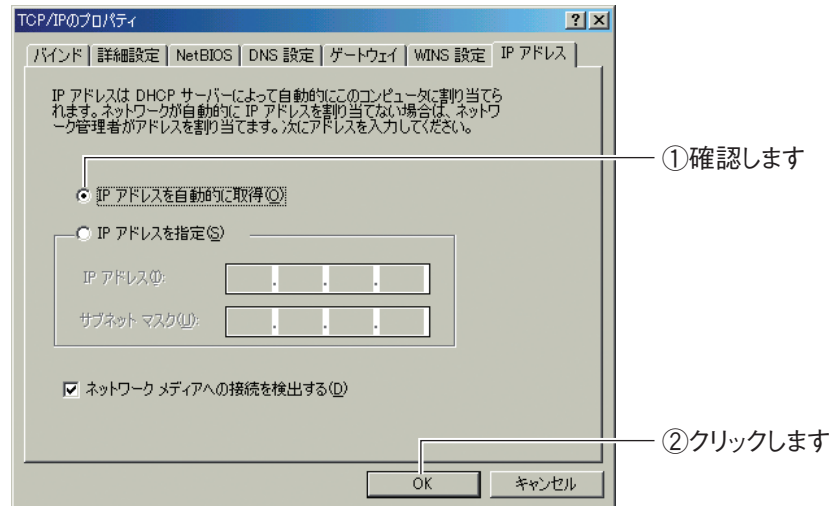 TCP/IPのプロパティ
バインド 詳細設定 NetBIOS DNS 設定 ゲートウェイ WINS 設定 IP アドレス
IP アドレスは DHCP サーバーによって自動的にこのコンピュータに割り当てら
れます。ネットワークが自動的に IP アドレスを割り当てない場合は、ネットワ
ーク管理者がアドレスを割り当てます。次にアドレスを入力してください。
①確認します
IP アドレスを自動的に取得(O)
IP アドレスを指定(S)
IP アドレス(I):
サブネット マスク(U):
ネットワーク メディアへの接続を検出する(D)
②クリックします
OK キャンセル